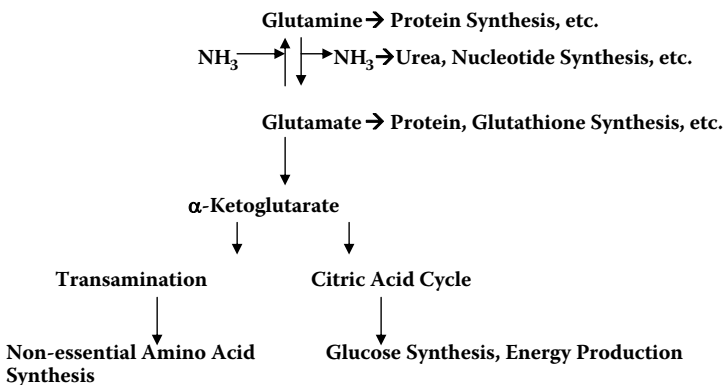 Glutamine → Protein Synthesis, etc.
NH₃ → NH₃ → Urea, Nucleotide Synthesis, etc.
Glutamate → Protein, Glutathione Synthesis, etc.
α-Ketoglutarate
Transamination Citric Acid Cycle
Non-essential Amino Acid Glucose Synthesis, Energy Production
Synthesis